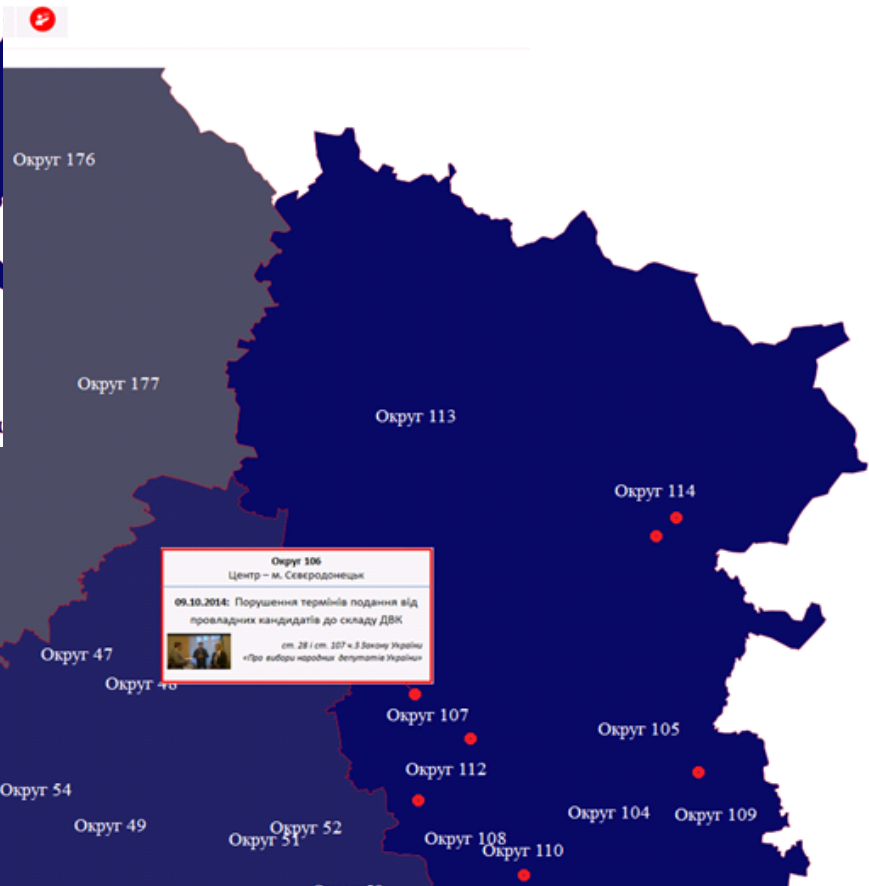 Округ 176
Округ 177
Округ 113
Округ 114
Округ 106
Центр – м. Сєвєродонецьк
09.10.2014: Порушення термінів подання від
провладних кандидатів до складу ДВК
ст. 28 і ст. 107 ч.3 Закону України
«Про вибори народних депутатів України»
Округ 47
Округ
Округ 107
Округ 105
Округ 112
Округ 54
Округ 104
Округ 109
Округ 49
Округ 52
Округ 51
Округ 108
Округ 110